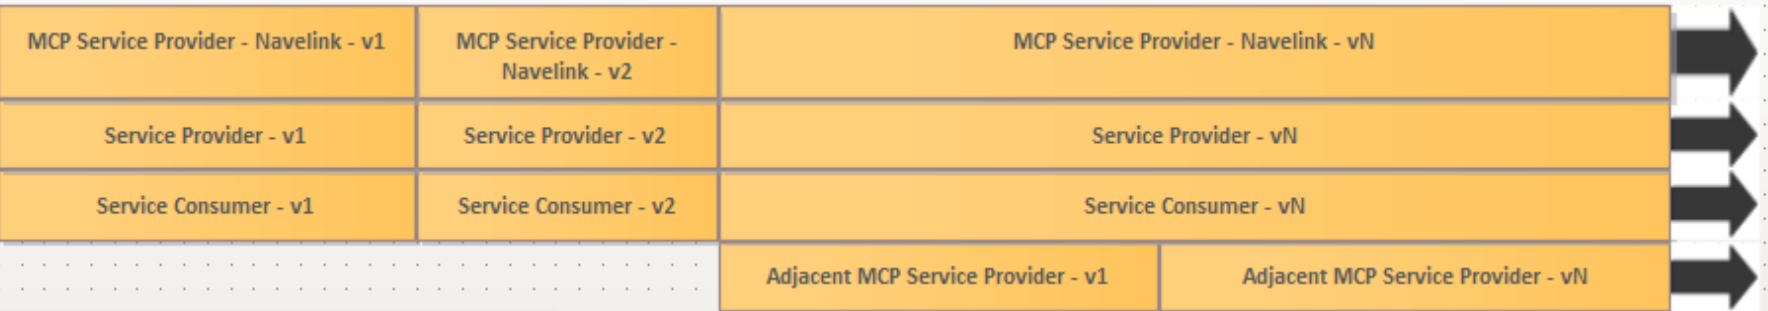 MCP Service Provider - Navelink - v1
MCP Service Provider -
Navelink - v2
MCP Service Provider - Navelink - vN
Service Provider - v1
Service Provider - v2
Service Provider - vN
Service Consumer - v1
Service Consumer - v2
Service Consumer - vN
Adjacent MCP Service Provider - v1
Adjacent MCP Service Provider - vN